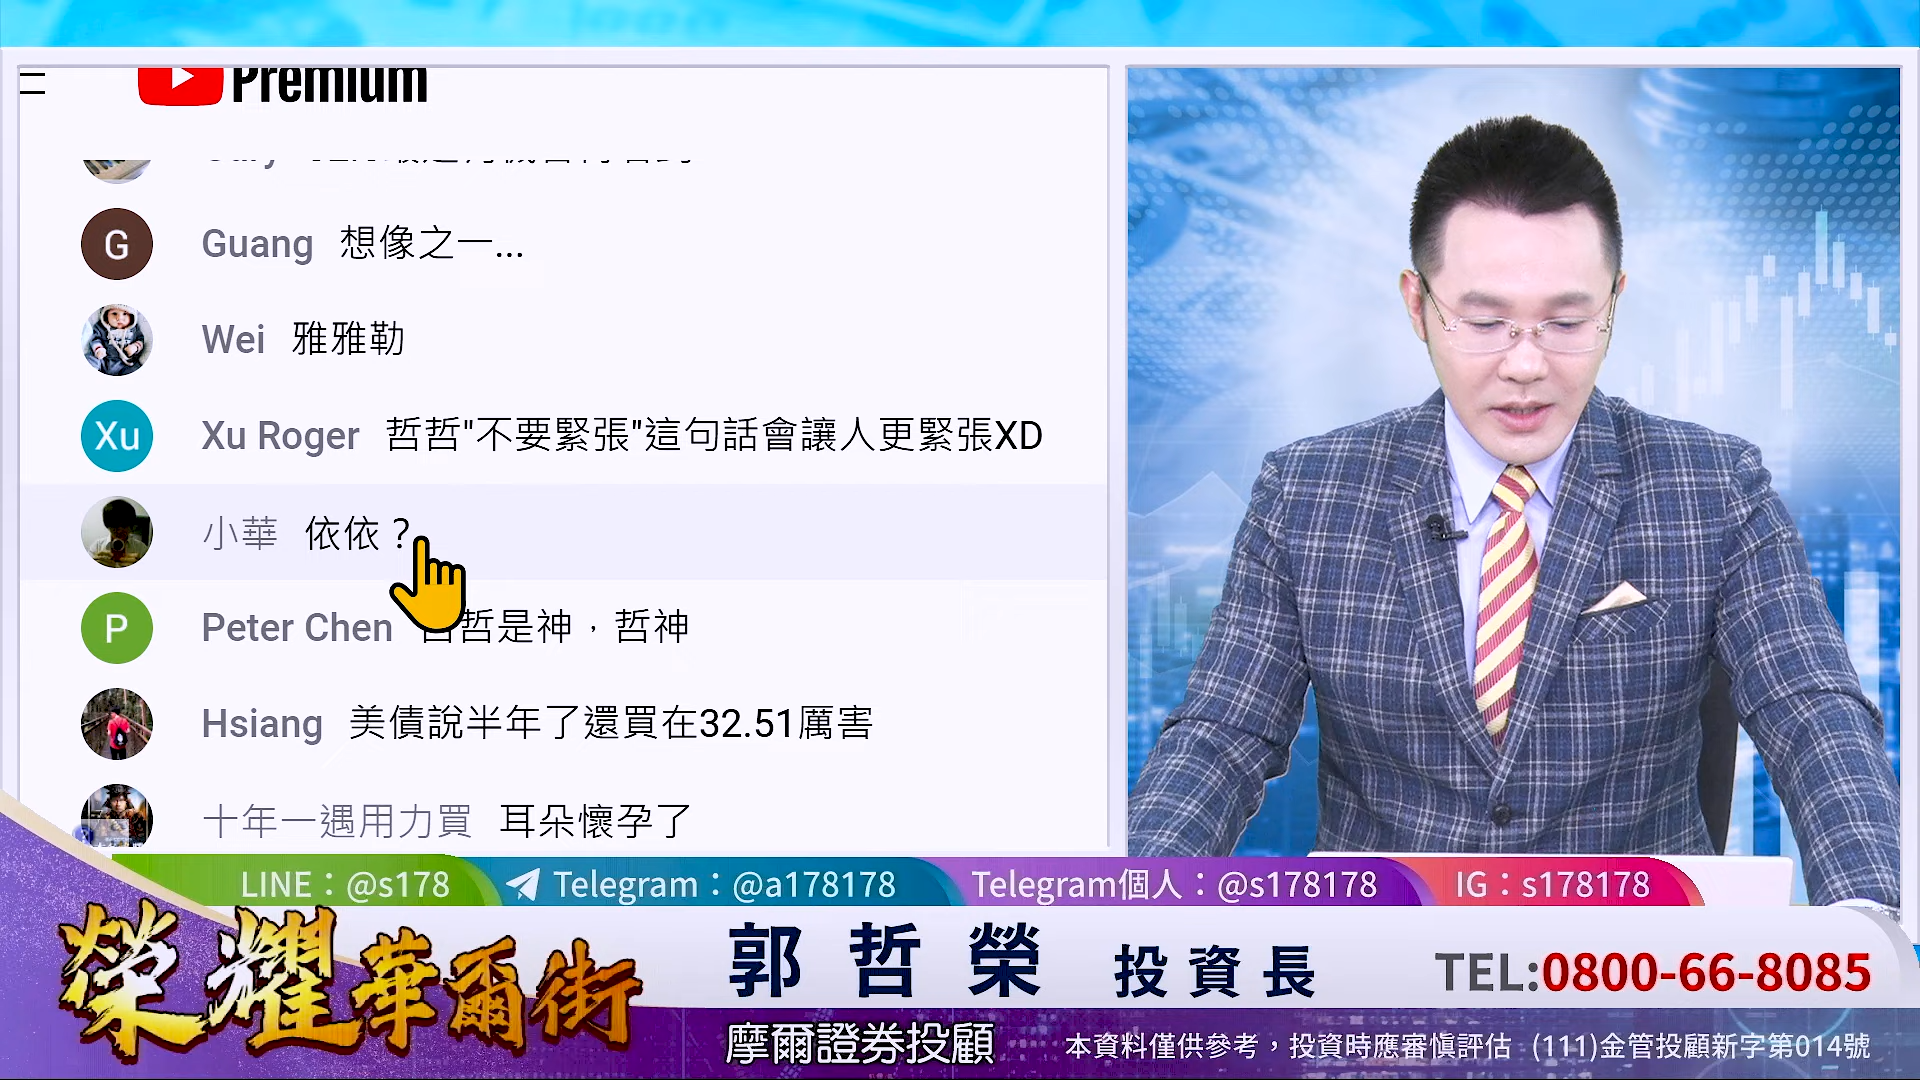 Premium
Guang 想像之一...
Wei 雅雅勒
Xu Roger 哲哲"不要緊張"這句話會讓人更緊張XD
小華 依依？
Peter Chen 哲是神，哲神
Hsiang 美債說半年了還買在32.51厲害
十年一遇用力買 耳朵懷孕了
LINE：@s178
Telegram：@a178178
Telegram個人：@s178178
IG：s178178
榮耀華爾街
郭哲榮 投資長
TEL:0800-66-8085
摩爾證券投顧
本資料僅供參考，投資時應審慎評估 (111)金管投顧新字第014號
G
Xu
P